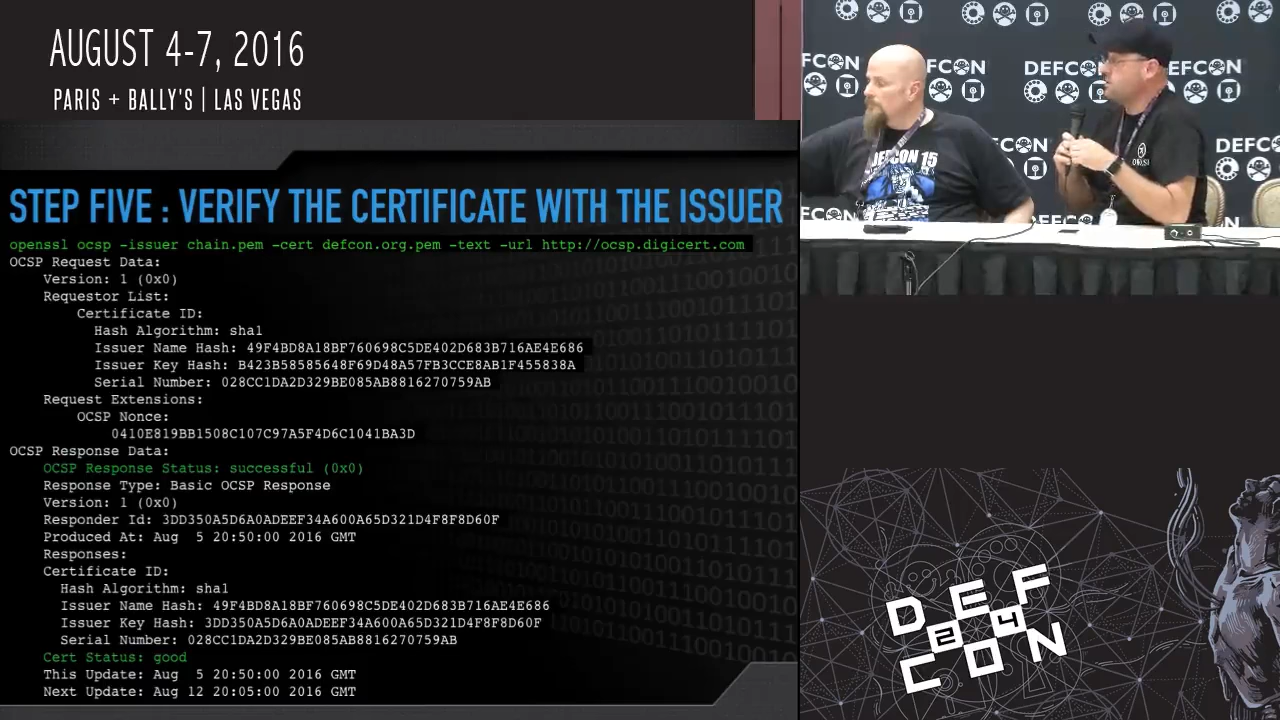 AUGUST 4-7, 2016
PARIS + BALLY'S | LAS VEGAS
STEP FIVE : VERIFY THE CERTIFICATE WITH THE ISSUER
openssl ocsp -issuer chain.pem -cert defcon.org.pem -text -url http://ocsp.digicert.com
OCSP Request Data:
Version: 1 (0x0)
Requestor List:
Certificate ID:
Hash Algorithm: sha1
Issuer Name Hash: 49F4BD8A18BF760698C5DE402D683B716AE4E686
Issuer Key Hash: B423B58585648F69D48A57FB3CCE8AB1F455838A
Serial Number: 028CC1DA2D329BE085AB8816270759AB
Request Extensions:
OCSP Nonce:
0410E819BB1508C107C97A5F4D6C1041BA3D
OCSP Response Data:
OCSP Response Status: successful (0x0)
Response Type: Basic OCSP Response
Version: 1 (0x0)
Responder Id: 3DD350A5D6A0ADEEF34A600A65D321D4F8F8D60F
Produced At: Aug 5 20:50:00 2016 GMT
Responses:
Certificate ID:
Hash Algorithm: sha1
Issuer Name Hash: 49F4BD8A18BF760698C5DE402D683B716AE4E686
Issuer Key Hash: 3DD350A5D6A0ADEEF34A600A65D321D4F8F8D60F
Serial Number: 028CC1DA2D329BE085AB8816270759AB
Cert Status: good
This Update: Aug 5 20:50:00 2016 GMT
Next Update: Aug 12 20:05:00 2016 GMT
DEFCON
DEFCON 15
DEF
24
CON